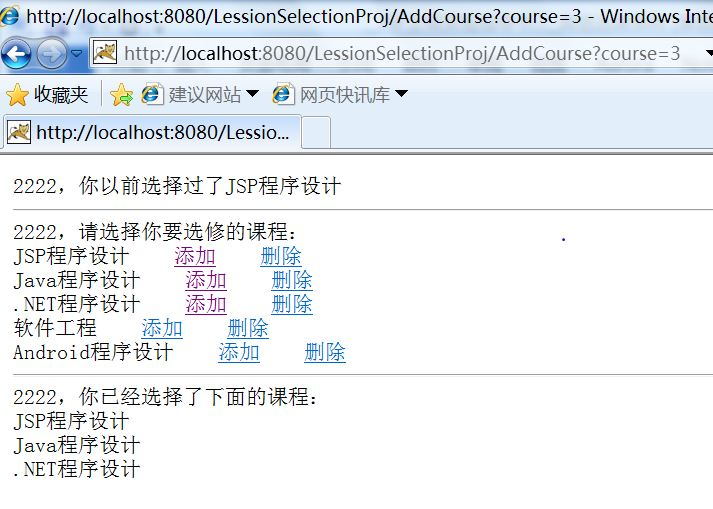 http://localhost:8080/LessionSelectionProj/AddCourse?course=3 - Windows Inte
http://localhost:8080/LessionSelectionProj/AddCourse?course=3
收藏夹 建议网站 网页快讯库
http://localhost:8080/Lessio...
2222，你以前选择过了JSP程序设计
2222，请选择你要选修的课程：
JSP程序设计 添加 删除
Java程序设计 添加 删除
.NET程序设计 添加 删除
软件工程 添加 删除
Android程序设计 添加 删除
2222，你已经选择了下面的课程：
JSP程序设计
Java程序设计
.NET程序设计